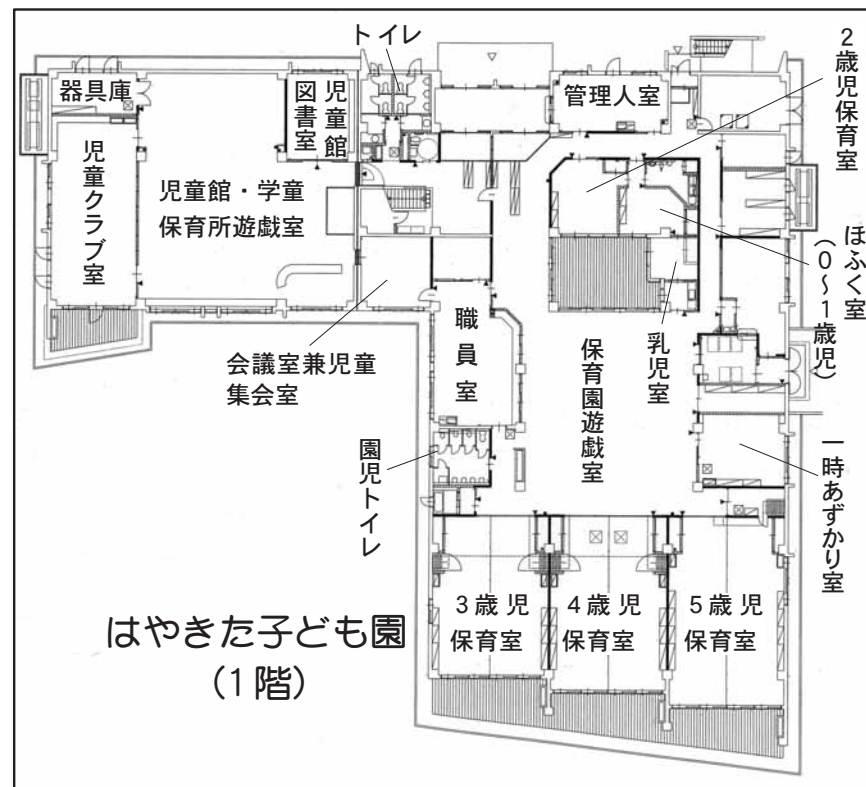 トイレ
器具庫
児童館
図書室
管理人室
2歳児保育室
児童クラブ室
児童館・学童
保育所遊戯室
ほふく室
（0～1歳児）
会議室兼児童
集会室
職員室
保育園遊戯室
乳児室
園児トイレ
一時あずかり室
3歳児
保育室
4歳児
保育室
5歳児
保育室
はやきた子ども園
（1階）